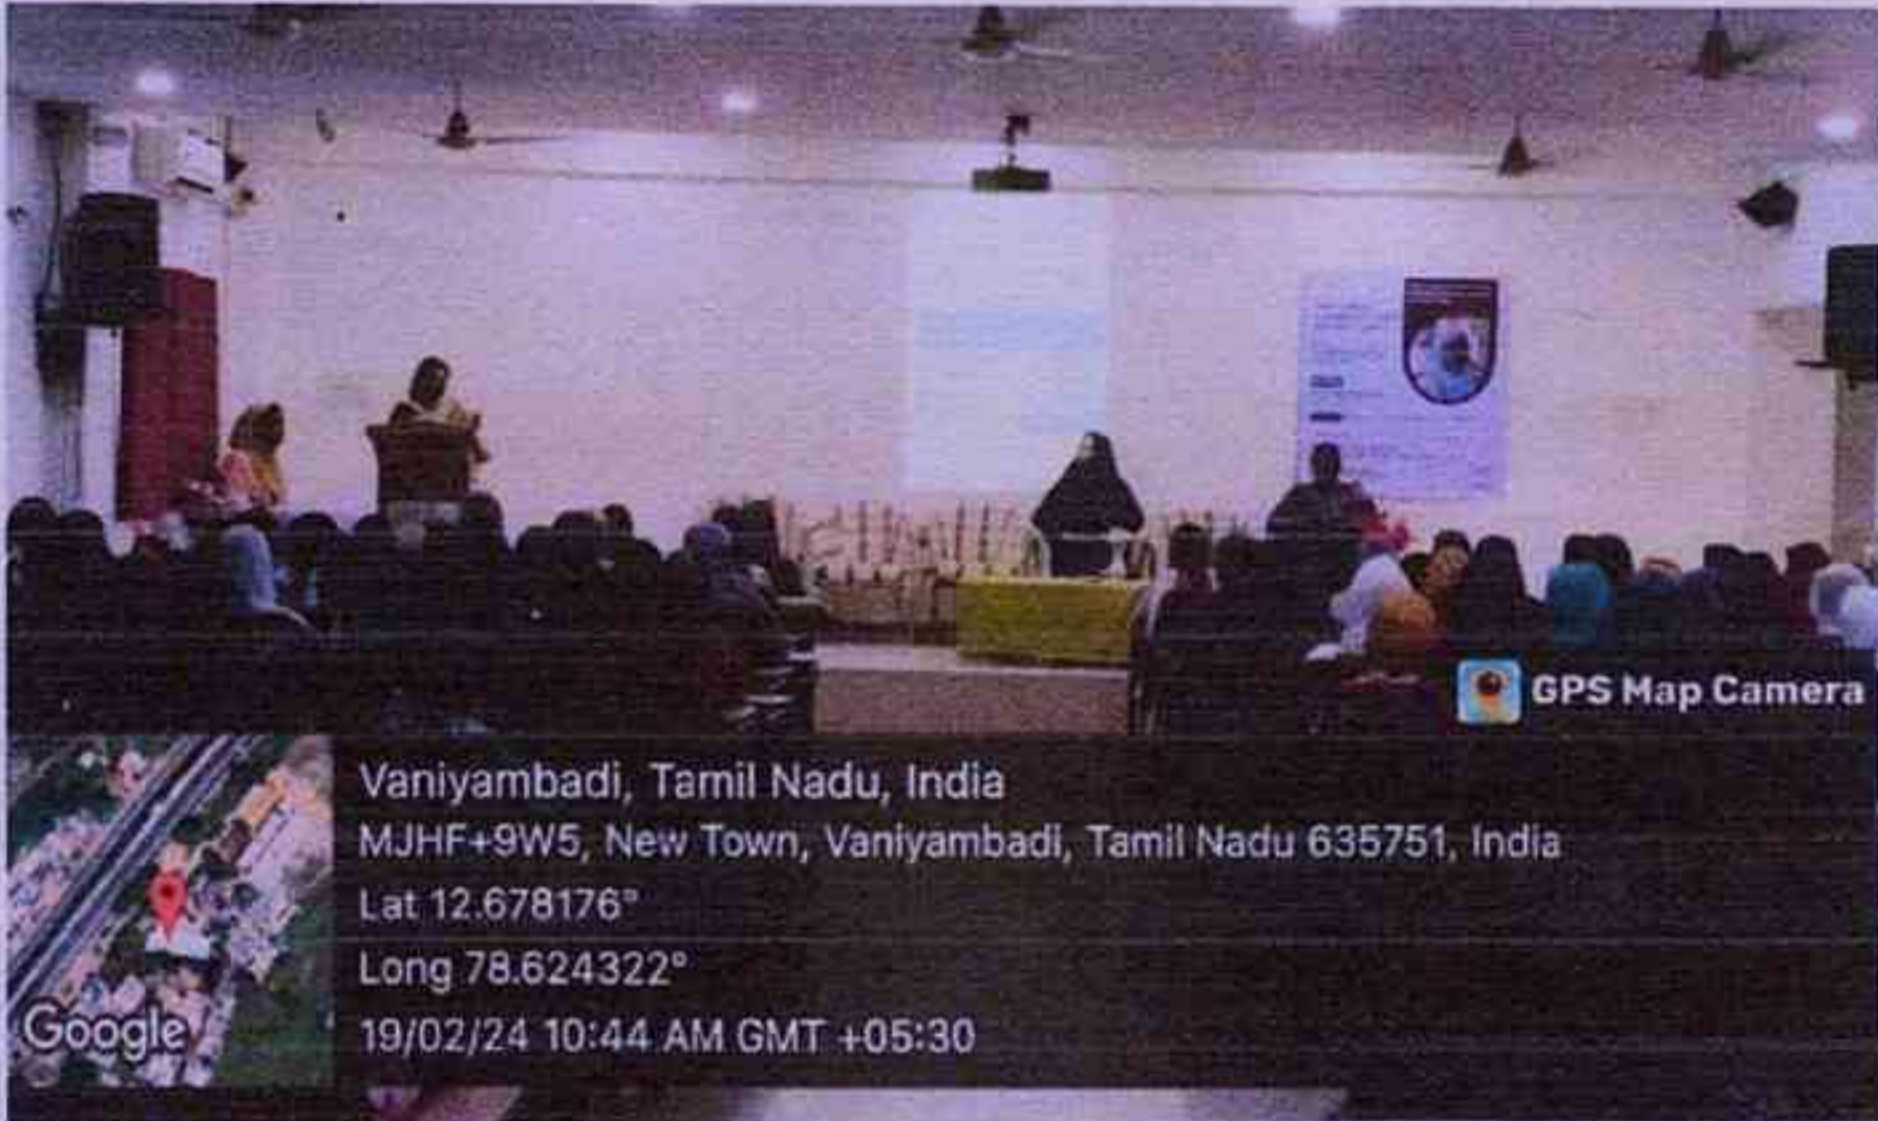 GPS Map Camera
Vaniyambadi, Tamil Nadu, India
MJHF+9W5, New Town, Vaniyambadi, Tamil Nadu 635751, India
Lat 12.678176°
Long 78.624322°
19/02/24 10:44 AM GMT +05:30
Google